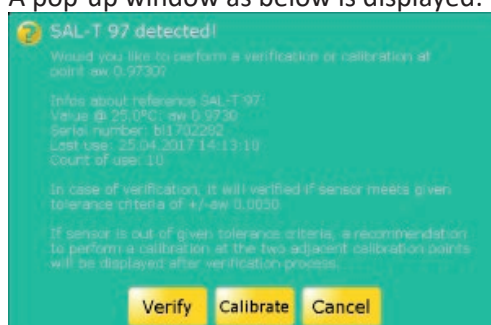 A pop-up window as below is displayed:
SAL-T 97 detected!
Would you like to perform a verification or calibration at
point aw 0.9730?
Infos about reference SAL-T 97:
Value @ 25,0°C: aw 0.9730
Serial number: bl1702282
Last use: 25.04.2017 14:13:10
Count of use: 10
In case of verification, it will verified if sensor meets given
tolerance criteria of +/-aw 0.0050.
If sensor is out of given tolerance criteria, a recommendation
to perform a calibration at the two adjacent calibration points
will be displayed after verification process.
Verify Calibrate Cancel